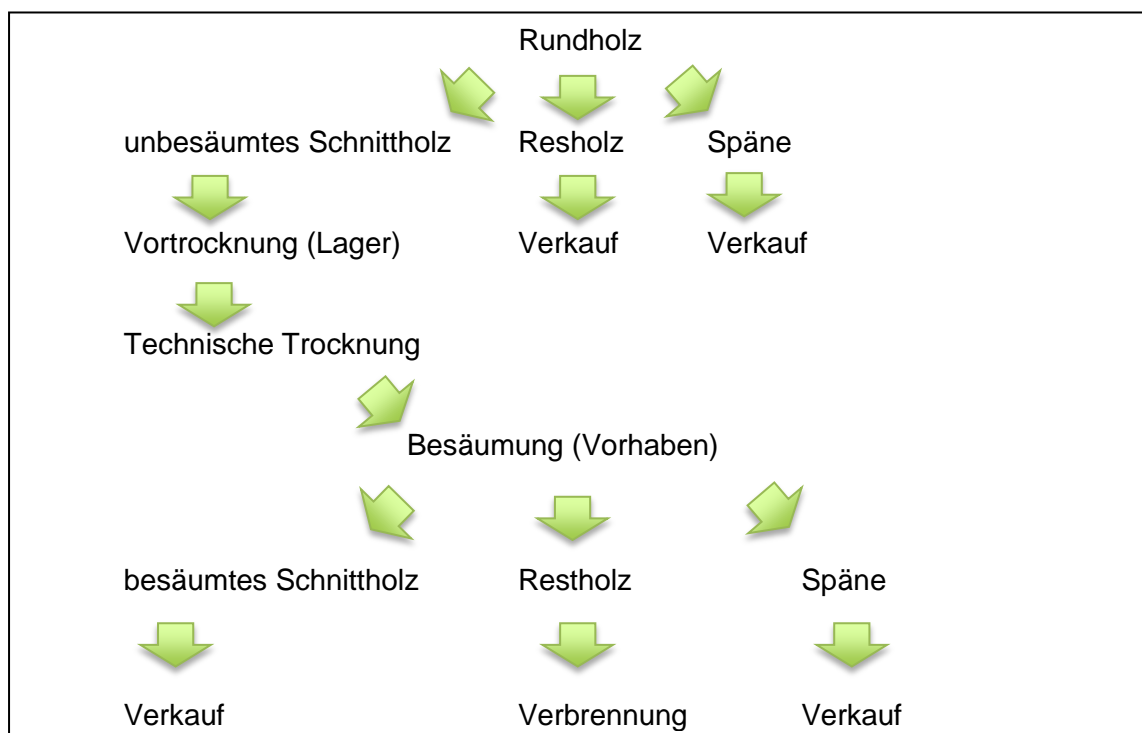 Rundholz
unbesäumtes Schnittholz Resholz Späne
Vortrocknung (Lager) Verkauf Verkauf
Technische Trocknung
Besäumung (Vorhaben)
besäumtes Schnittholz Restholz Späne
Verkauf Verbrennung Verkauf